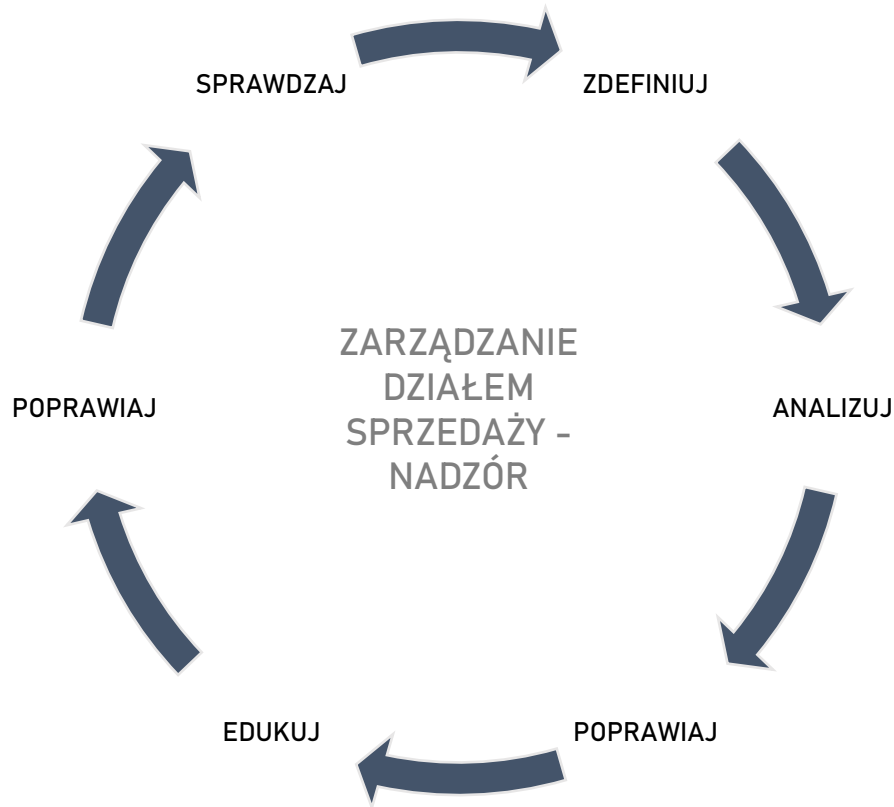 SPRAWDZAJ
ZDEFINIUJ
ZARZĄDZANIE
DZIAŁEM
SPRZEDAŻY -
NADZÓR
POPRAWIAJ
ANALIZUJ
EDUKUJ
POPRAWIAJ